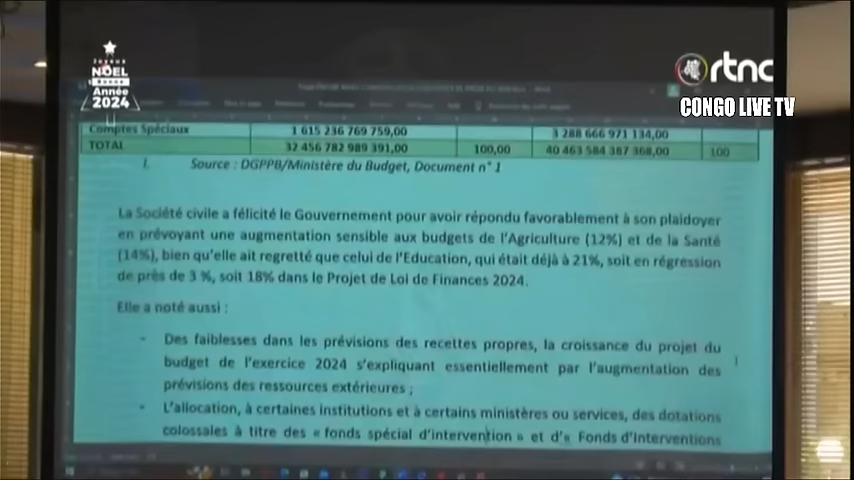 Joyeux
NOËL
Bonne
Année
2024
rtnc
CONGO LIVE TV
Comptes Spéciaux 1 615 236 769 759,00 3 288 666 971 134,00
TOTAL 32 456 782 989 391,00 100,00 40 463 584 387 368,00 100
i. Source : DGPPB/Ministère du Budget, Document n° 1
La Société civile a félicité le Gouvernement pour avoir répondu favorablement à son plaidoyer
en prévoyant une augmentation sensible aux budgets de l'Agriculture (12%) et de la Santé
(14%), bien qu'elle ait regretté que celui de l'Education, qui était déjà à 21%, soit en régression
de près de 3 %, soit 18% dans le Projet de Loi de Finances 2024.
Elle a noté aussi :
- Des faiblesses dans les prévisions des recettes propres, la croissance du projet du
budget de l'exercice 2024 s'expliquant essentiellement par l'augmentation des
prévisions des ressources extérieures ;
- L'allocation, à certaines institutions et à certains ministères ou services, des dotations
colossales à titre des « fonds spécial d'intervention » et d'« Fonds d'Interventions